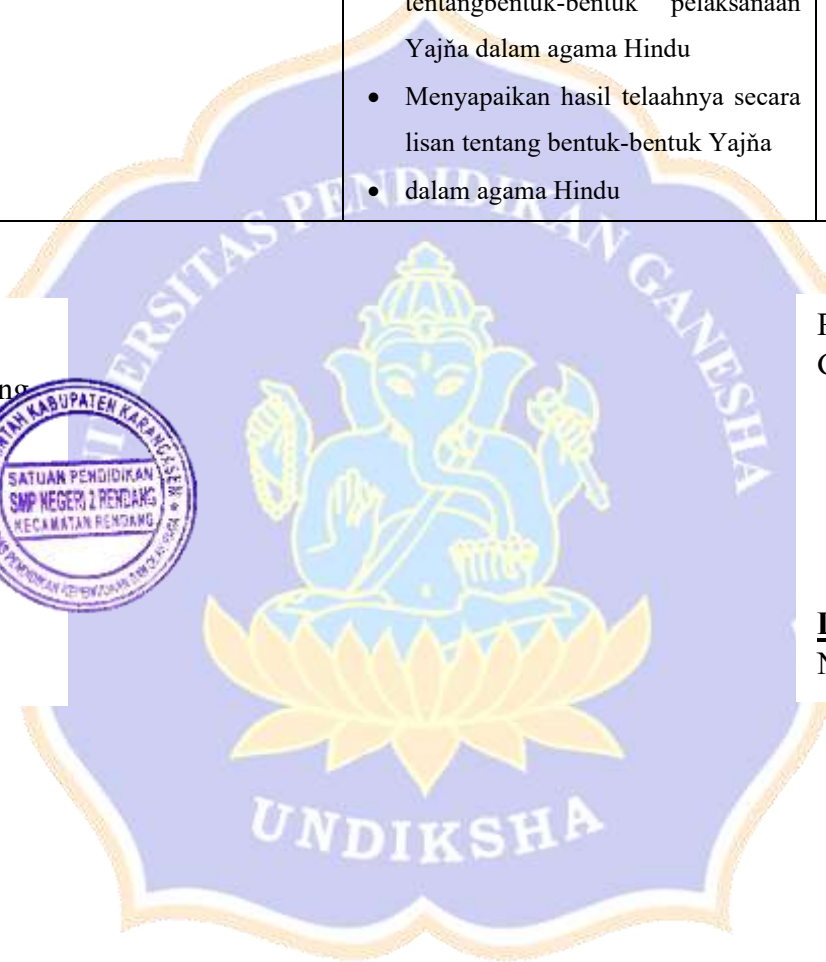 tentangbentuk-bentuk pelaksanaan
Yajňa dalam agama Hindu
• Menyapaikan hasil telaahnya secara
lisan tentang bentuk-bentuk Yajňa
• dalam agama Hindu
UNIVERSITAS PENDIDIKAN GANESHA
ng
KABUPATEN KARANGASEM
SATUAN PENDIDIKAN
SMP NEGERI 2 RENDANG
KECAMATAN RENDANG
UNDIKSHA